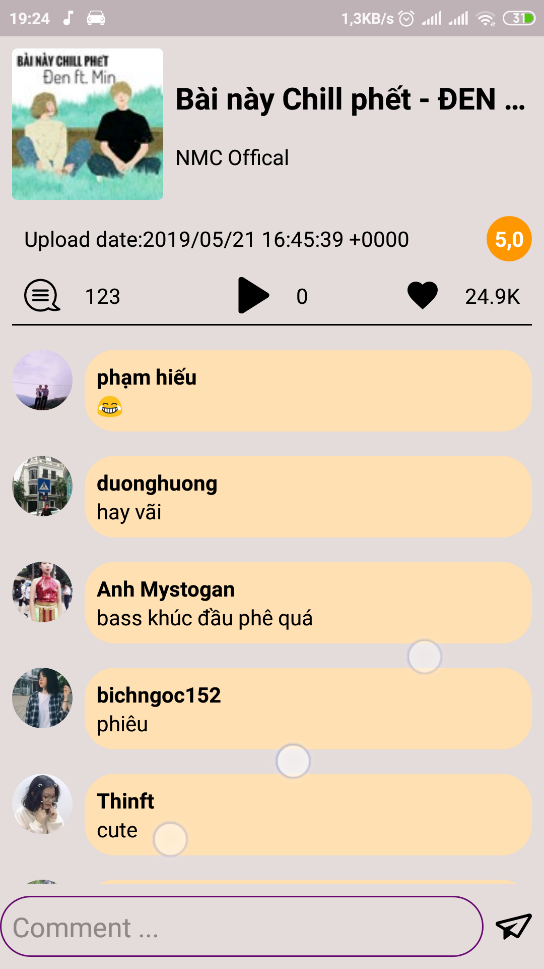 19:24
1,3KB/s
31
BÀI NÀY CHILL PHẾT
Đen ft. Min
Bài này Chill phết - ĐEN ...
NMC Offical
Upload date:2019/05/21 16:45:39 +0000
5,0
123
0
24.9K
phạm hiếu
😂
duonghuong
hay vãi
Anh Mystogan
bass khúc đầu phê quá
bichngoc152
phiêu
Thinft
cute
Comment ...